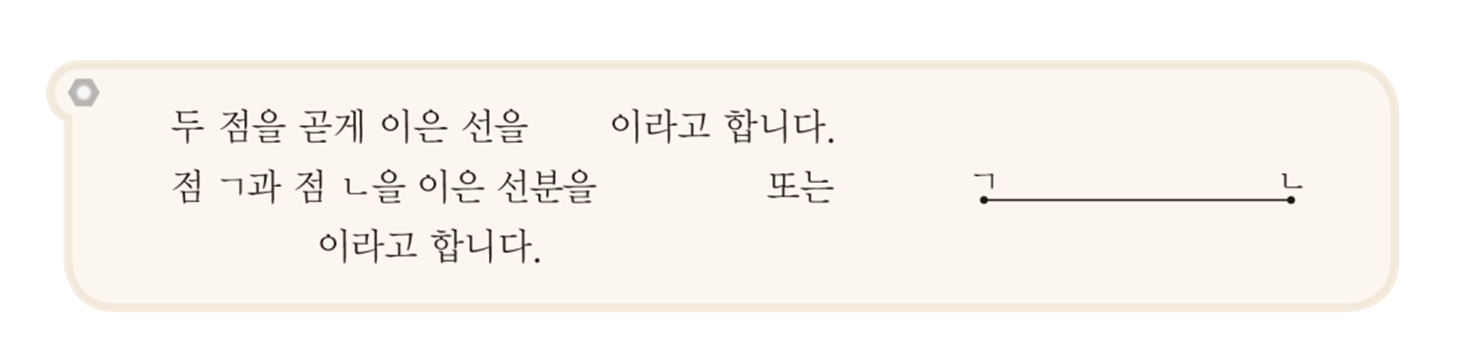 두 점을 곧게 이은 선을 이라고 합니다.
점 ㄱ과 점 ㄴ을 이은 선분을 또는
이라고 합니다.
ㄱ ㄴ